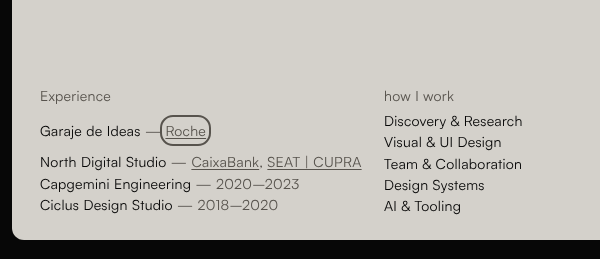 Experience
Garaje de Ideas — Roche
North Digital Studio — CaixaBank, SEAT | CUPRA
Capgemini Engineering — 2020—2023
Ciclus Design Studio — 2018—2020
how I work
Discovery & Research
Visual & UI Design
Team & Collaboration
Design Systems
AI & Tooling